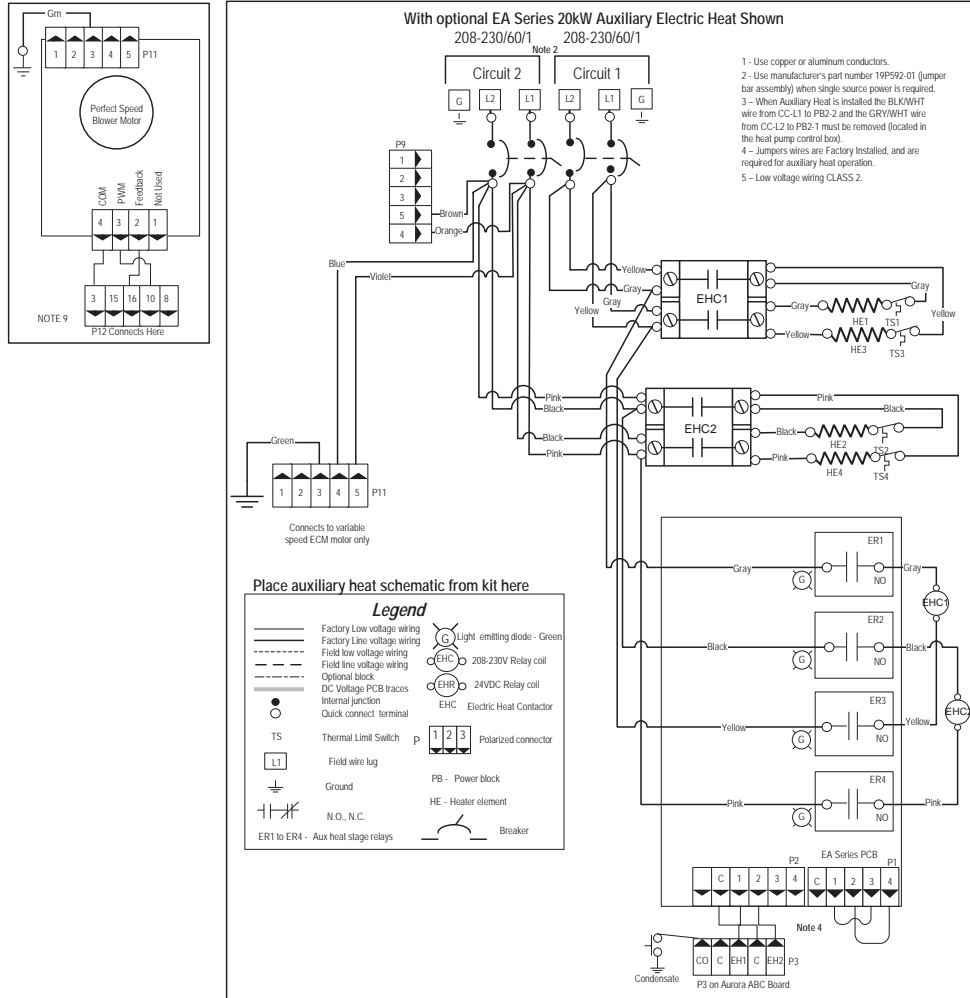 Grn
1 2 3 4 5 P11
Perfect Speed
Blower Motor
COM
PWM
Feedback
Not Used
4 3 2 1
3 15 16 10 8
NOTE 9
P12 Connects Here
With optional EA Series 20kW Auxiliary Electric Heat Shown
208-230/60/1 Note 2 208-230/60/1
Circuit 2 Circuit 1
G L2 L1 L2 L1 G
1 - Use copper or aluminum conductors.
2 - Use manufacturer's part number 19P592-01 (jumper
bar assembly) when single source power is required.
3 – When Auxiliary Heat is installed the BLK/WHT
wire from CC-L1 to PB2-2 and the GRY/WHT wire
from CC-L2 to PB2-1 must be removed (located in
the heat pump control box).
4 – Jumpers wires are Factory Installed, and are
required for auxiliary heat operation.
5 – Low voltage wiring CLASS 2.
P9
1
2
3
5
4
Brown
Orange
Blue
Violet
Yellow
Gray
Gray
Yellow
EHC1
Gray
Gray
HE1
TS1
Yellow
Yellow
HE3
TS3
Pink
Black
Black
Pink
EHC2
Pink
Black
Black
HE2
TS2
Pink
HE4
TS4
Green
1 2 3 4 5 P11
Connects to variable
speed ECM motor only
ER1
Gray
G
NO
Gray
EHC1
ER2
Black
G
NO
Black
EHC2
ER3
Yellow
G
NO
Yellow
ER4
Pink
G
NO
Pink
EA Series PCB
P2
C 1 2 3 4
P1
C 1 2 3 4
Note 4
Condensate
CO C EH1 C EH2 P3
P3 on Aurora ABC Board
Place auxiliary heat schematic from kit here
Legend
Factory Low voltage wiring
Factory Line voltage wiring
Field low voltage wiring
Field line voltage wiring
Optional block
DC Voltage PCB traces
Internal junction
Quick connect terminal
TS Thermal Limit Switch
L1 Field wire lug
Ground
N.O., N.C.
ER1 to ER4 - Aux heat stage relays
G Light emitting diode - Green
EHC 208-230V Relay coil
EHR 24VDC Relay coil
EHC Electric Heat Contactor
P 1 2 3 Polarized connector
PB - Power block
HE - Heater element
Breaker